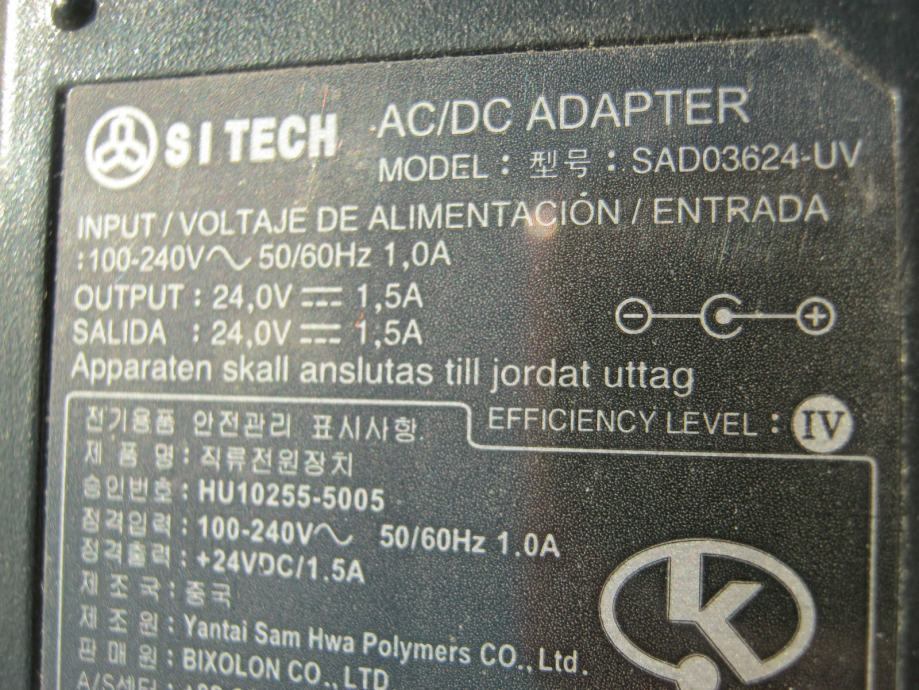 SI TECH
AC/DC ADAPTER
MODEL : 型号 : SAD03624-UV
INPUT / VOLTAJE DE ALIMENTACIÓN / ENTRADA
:100-240V～ 50/60Hz 1,0A
OUTPUT : 24,0V ⎓ 1,5A
SALIDA : 24,0V ⎓ 1,5A
Apparaten skall anslutas till jordat uttag
EFFICIENCY LEVEL : IV
전기용품 안전관리 표시사항
제 품 명 : 직류전원장치
승인번호 : HU10255-5005
정격입력 : 100-240V～ 50/60Hz 1.0A
정격출력 : +24VDC/1.5A
제 조 국 : 중국
제 조 원 : Yantai Sam Hwa Polymers CO., Ltd.
판 매 원 : BIXOLON CO., LTD
A/S센터 :